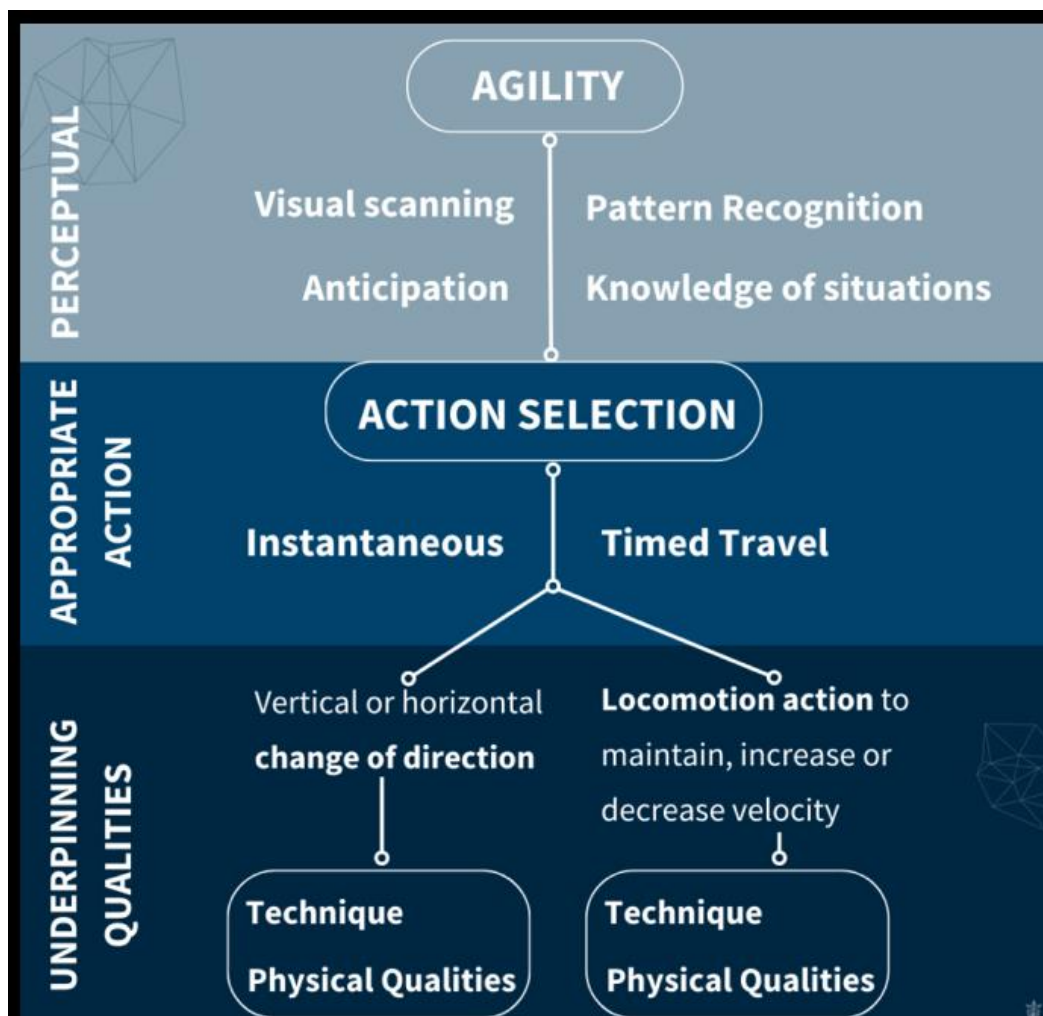 AGILITY
PERCEPTUAL
Visual scanning
Pattern Recognition
Anticipation
Knowledge of situations
ACTION SELECTION
APPROPRIATE
ACTION
Instantaneous
Timed Travel
UNDERPINNING
QUALITIES
Vertical or horizontal
change of direction
Locomotion action to
maintain, increase or
decrease velocity
Technique
Physical Qualities
Technique
Physical Qualities